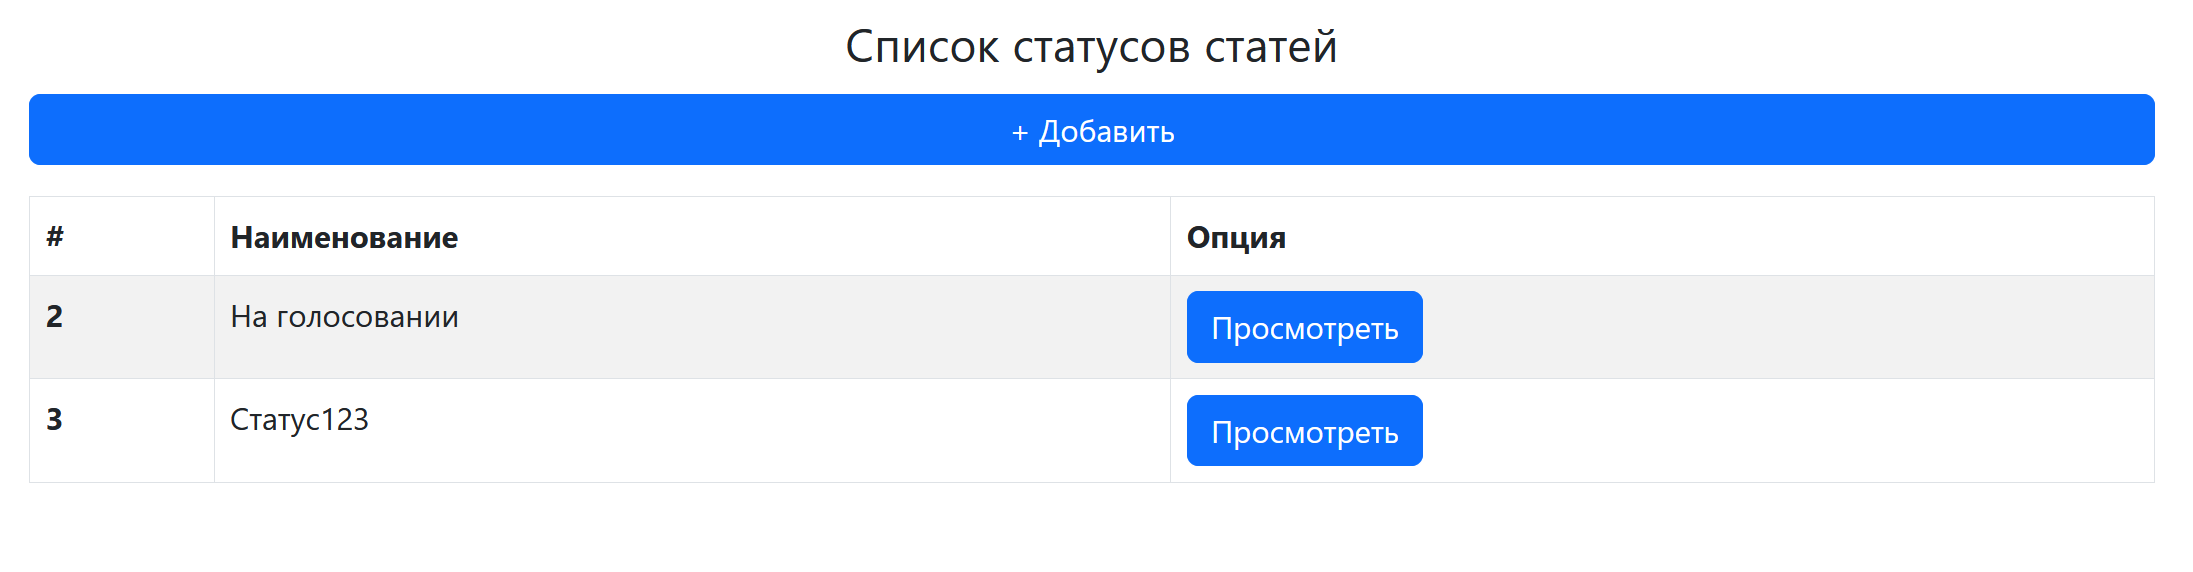 Список статусов статей
+ Добавить
# Наименование Опция
2 На голосовании Просмотреть
3 Статус123 Просмотреть